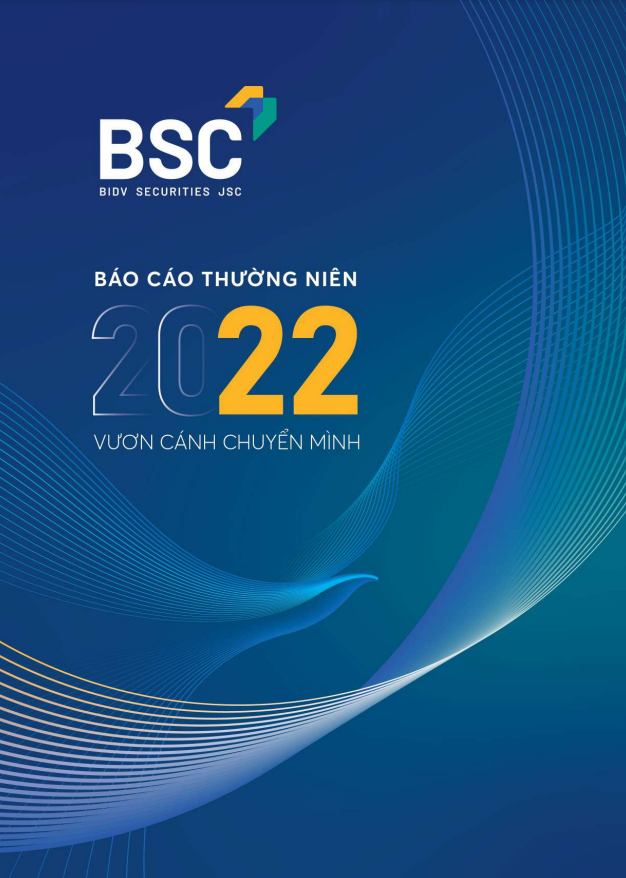 BSC
BIDV SECURITIES JSC
BÁO CÁO THƯỜNG NIÊN
2022
VƯƠN CÁNH CHUYỂN MÌNH